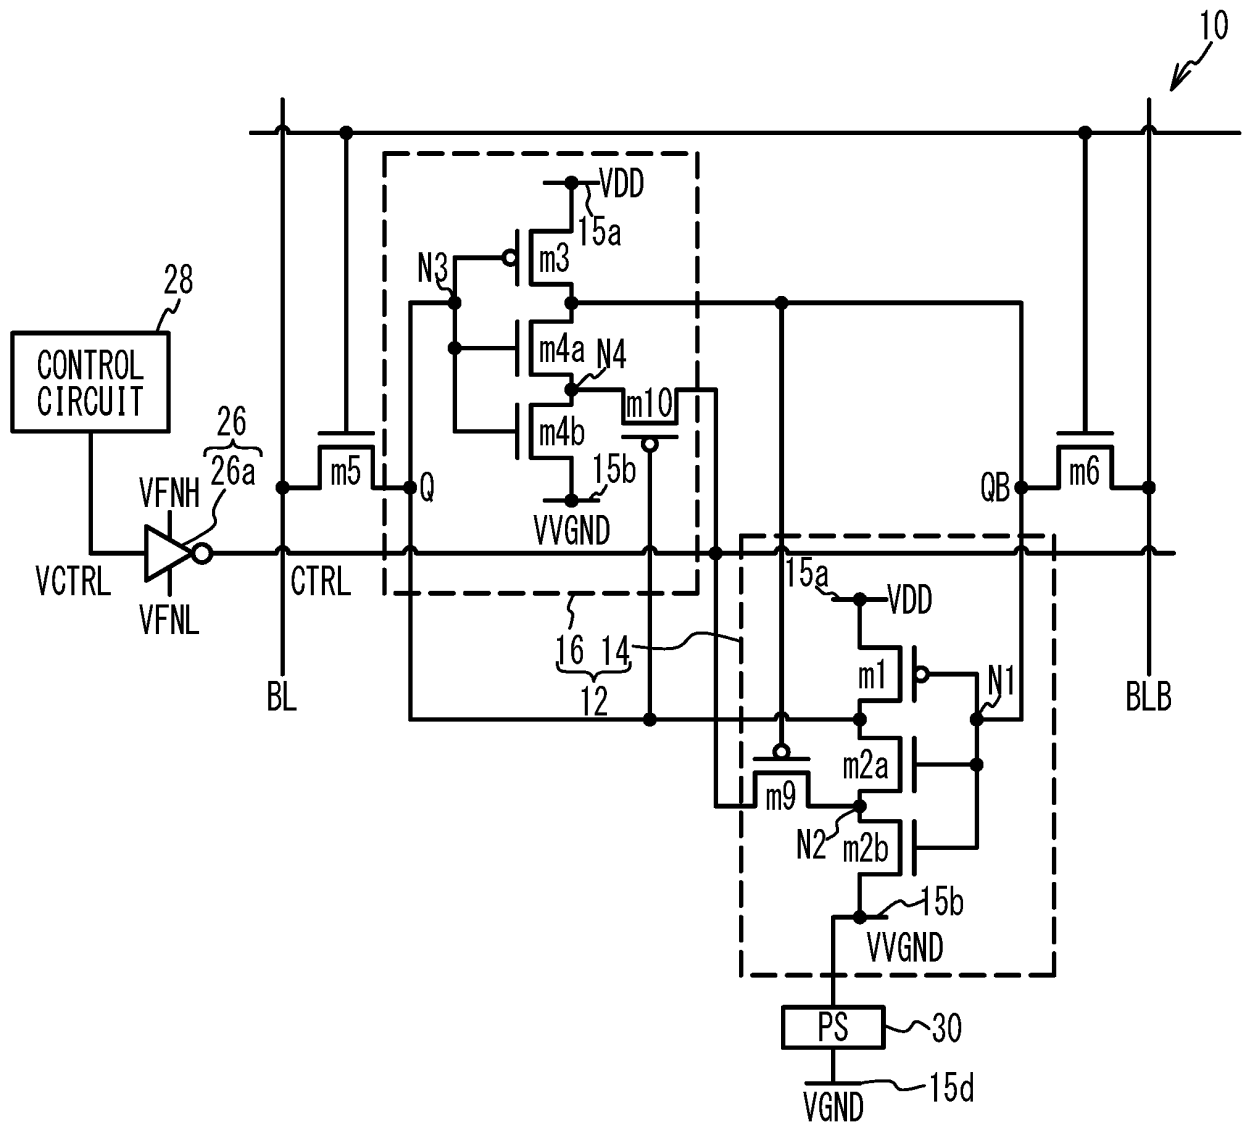 10
VDD
15a
m3
N3
28
CONTROL
CIRCUIT
m4a
N4
m10
26
26a
m4b
m5
Q
15b
QB
m6
VFNH
VVGND
VCTRL
CTRL
VFNL
15a
VDD
16 14
12
m1
N1
BL
BLB
m2a
m9
N2
m2b
15b
VVGND
PS
30
VGND
15d